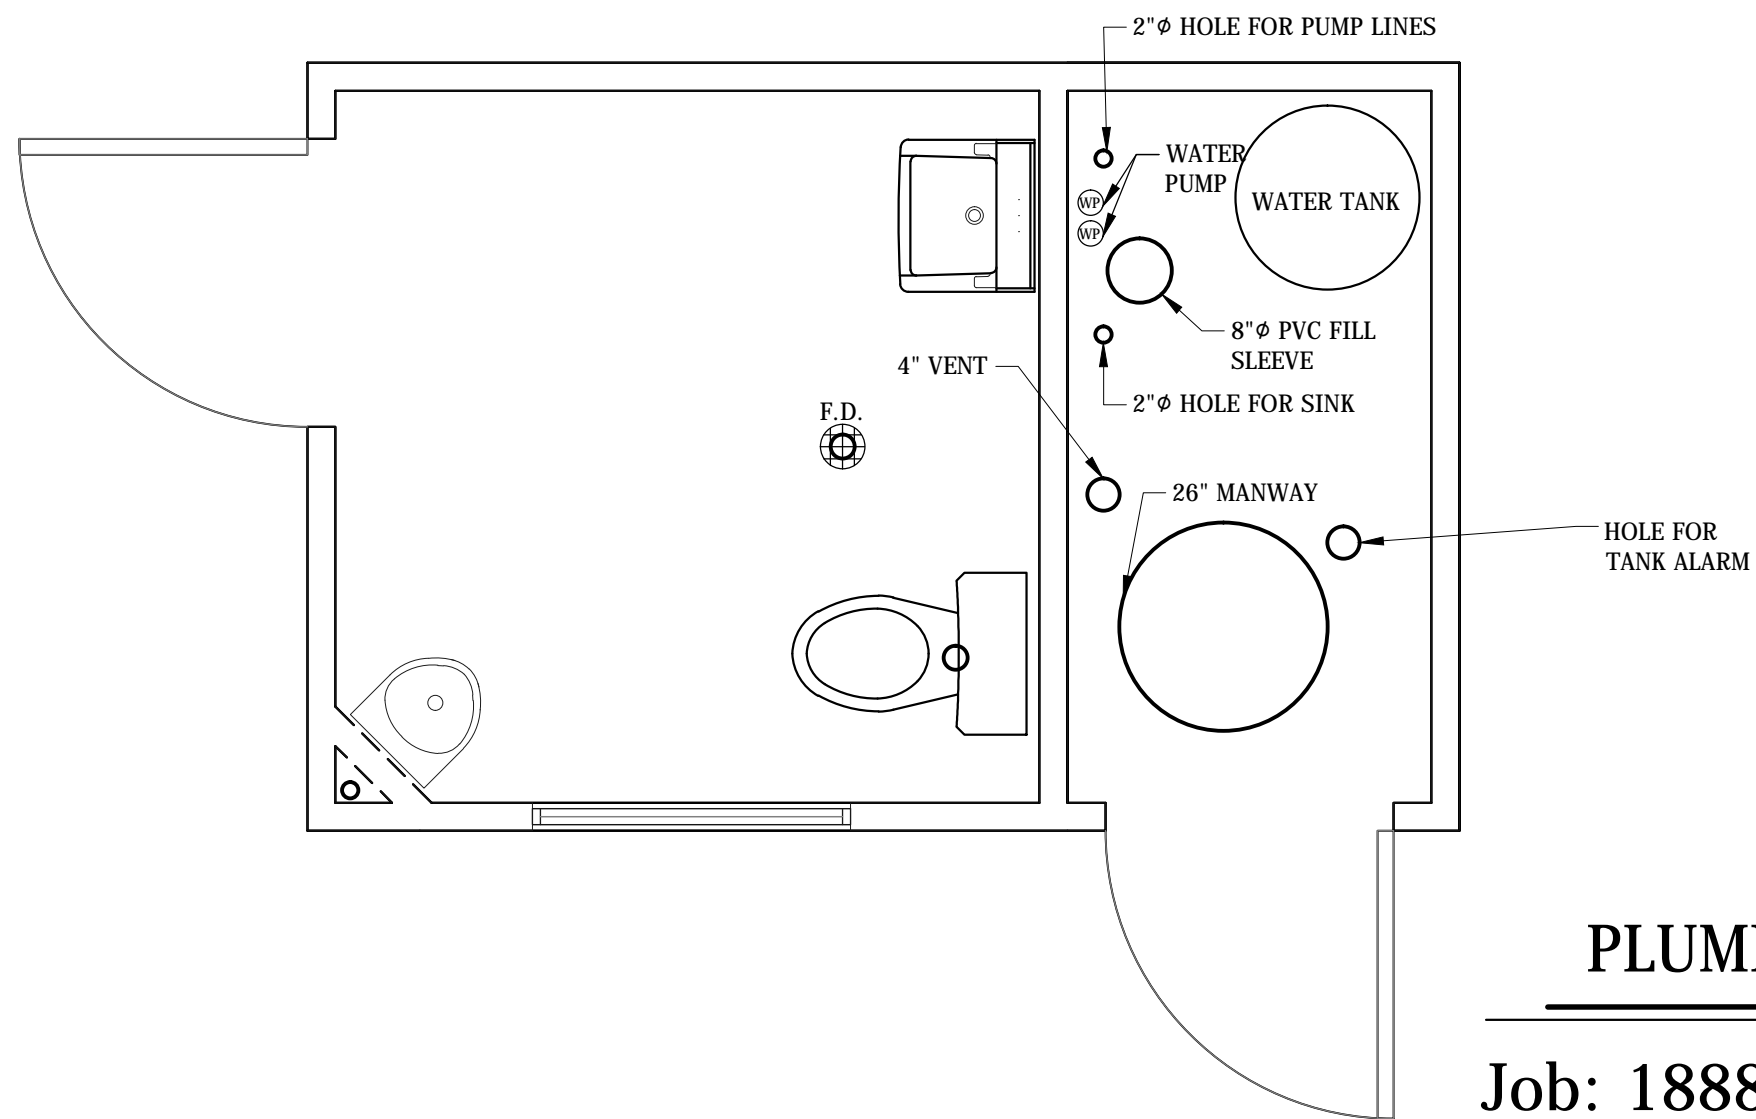 2"ϕ HOLE FOR PUMP LINES
WATER
PUMP
WATER TANK
WP
WP
8"ϕ PVC FILL
SLEEVE
4" VENT
2"ϕ HOLE FOR SINK
F.D.
26" MANWAY
HOLE FOR
TANK ALARM
Job: 1888